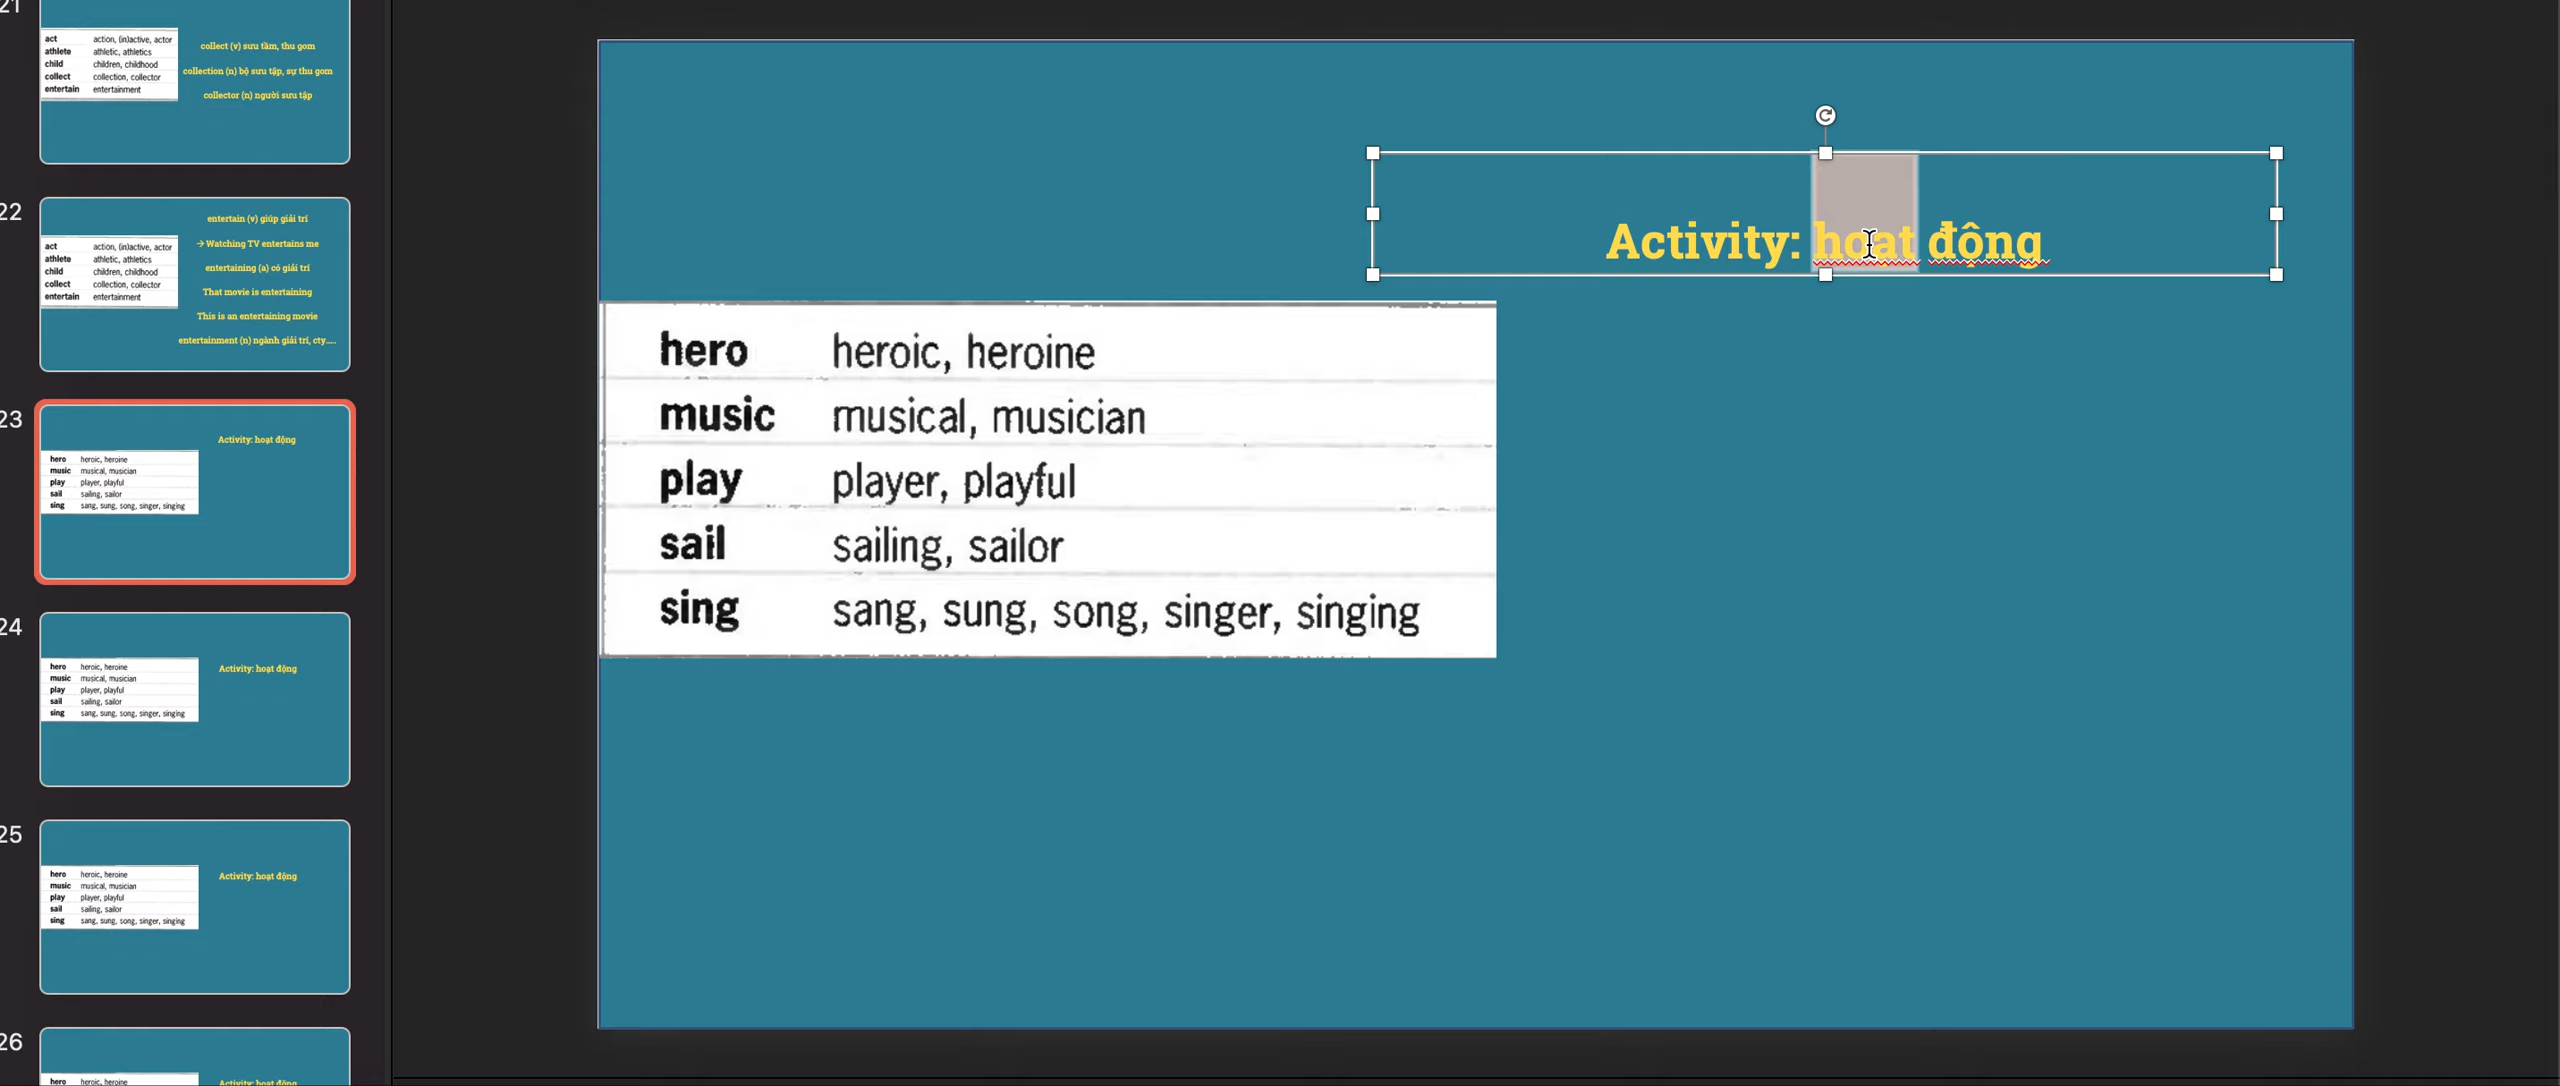 21
act action, (in)active, actor
athlete athletic, athletics
child children, childhood
collect collection, collector
entertain entertainment
collect (v) sưu tầm, thu gom
collection (n) bộ sưu tập, sự thu gom
collector (n) người sưu tập
22
act action, (in)active, actor
athlete athletic, athletics
child children, childhood
collect collection, collector
entertain entertainment
entertain (v) giúp giải trí
→ Watching TV entertains me
entertaining (a) có giải trí
That movie is entertaining
This is an entertaining movie
entertainment (n) ngành giải trí, cty.....
23
Activity: hoạt động
hero heroic, heroine
music musical, musician
play player, playful
sail sailing, sailor
sing sang, sung, song, singer, singing
24
Activity: hoạt động
hero heroic, heroine
music musical, musician
play player, playful
sail sailing, sailor
sing sang, sung, song, singer, singing
25
Activity: hoạt động
hero heroic, heroine
music musical, musician
play player, playful
sail sailing, sailor
sing sang, sung, song, singer, singing
26
Activity: hoạt động
hero heroic, heroine
Activity: hoạt động
hero heroic, heroine
music musical, musician
play player, playful
sail sailing, sailor
sing sang, sung, song, singer, singing